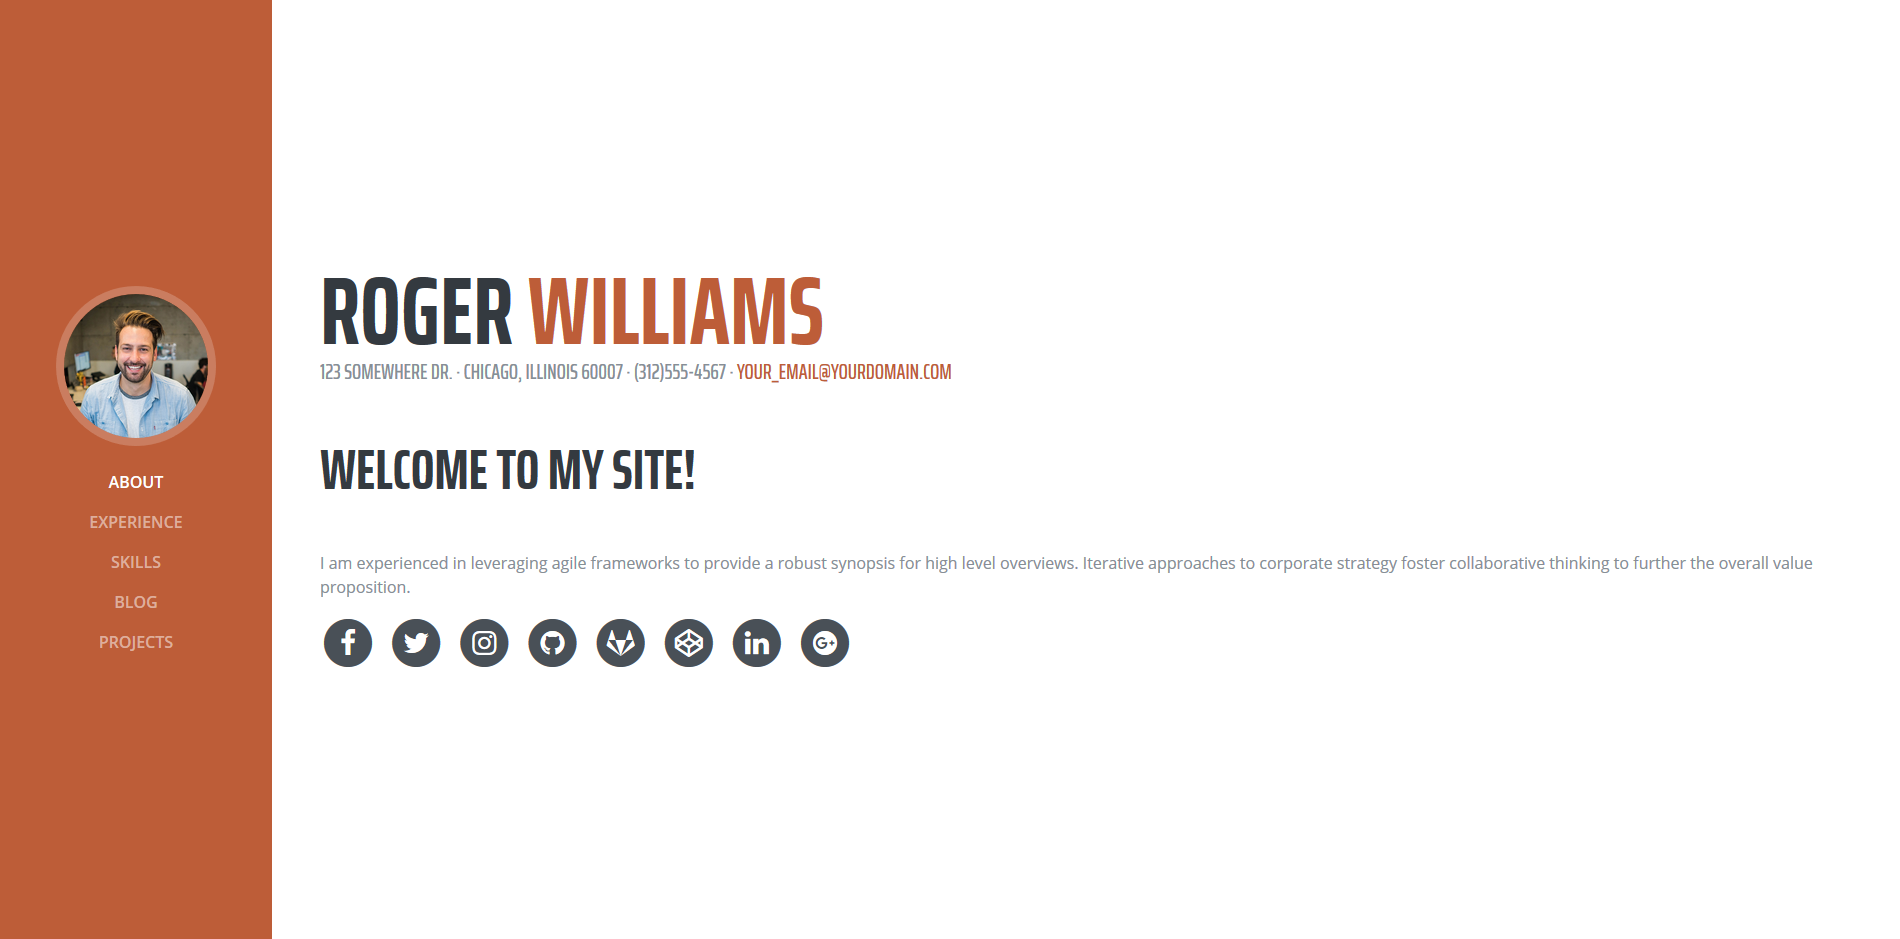 ABOUT
EXPERIENCE
SKILLS
BLOG
PROJECTS
ROGER WILLIAMS
123 SOMEWHERE DR. · CHICAGO, ILLINOIS 60007 · (312)555-4567 · YOUR_EMAIL@YOURDOMAIN.COM
WELCOME TO MY SITE!
I am experienced in leveraging agile frameworks to provide a robust synopsis for high level overviews. Iterative approaches to corporate strategy foster collaborative thinking to further the overall value
proposition.